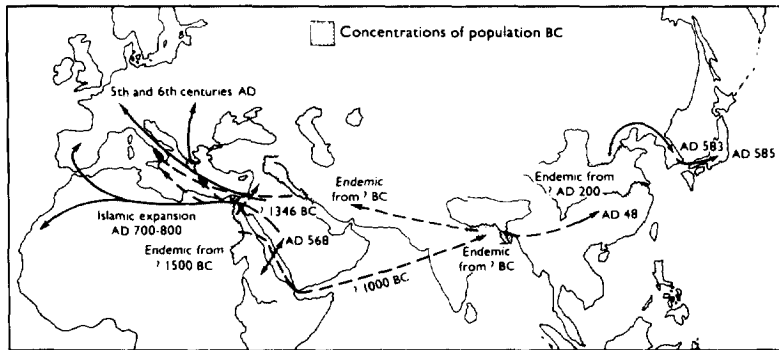 Concentrations of population BC
5th and 6th centuries AD
AD 583
AD 585
Endemic from
? AD 200
Endemic
from ? BC
? 1346 BC
Islamic expansion
AD 700-800
AD 48
AD 568
Endemic from
? 1500 BC
Endemic
from ? BC
? 1000 BC